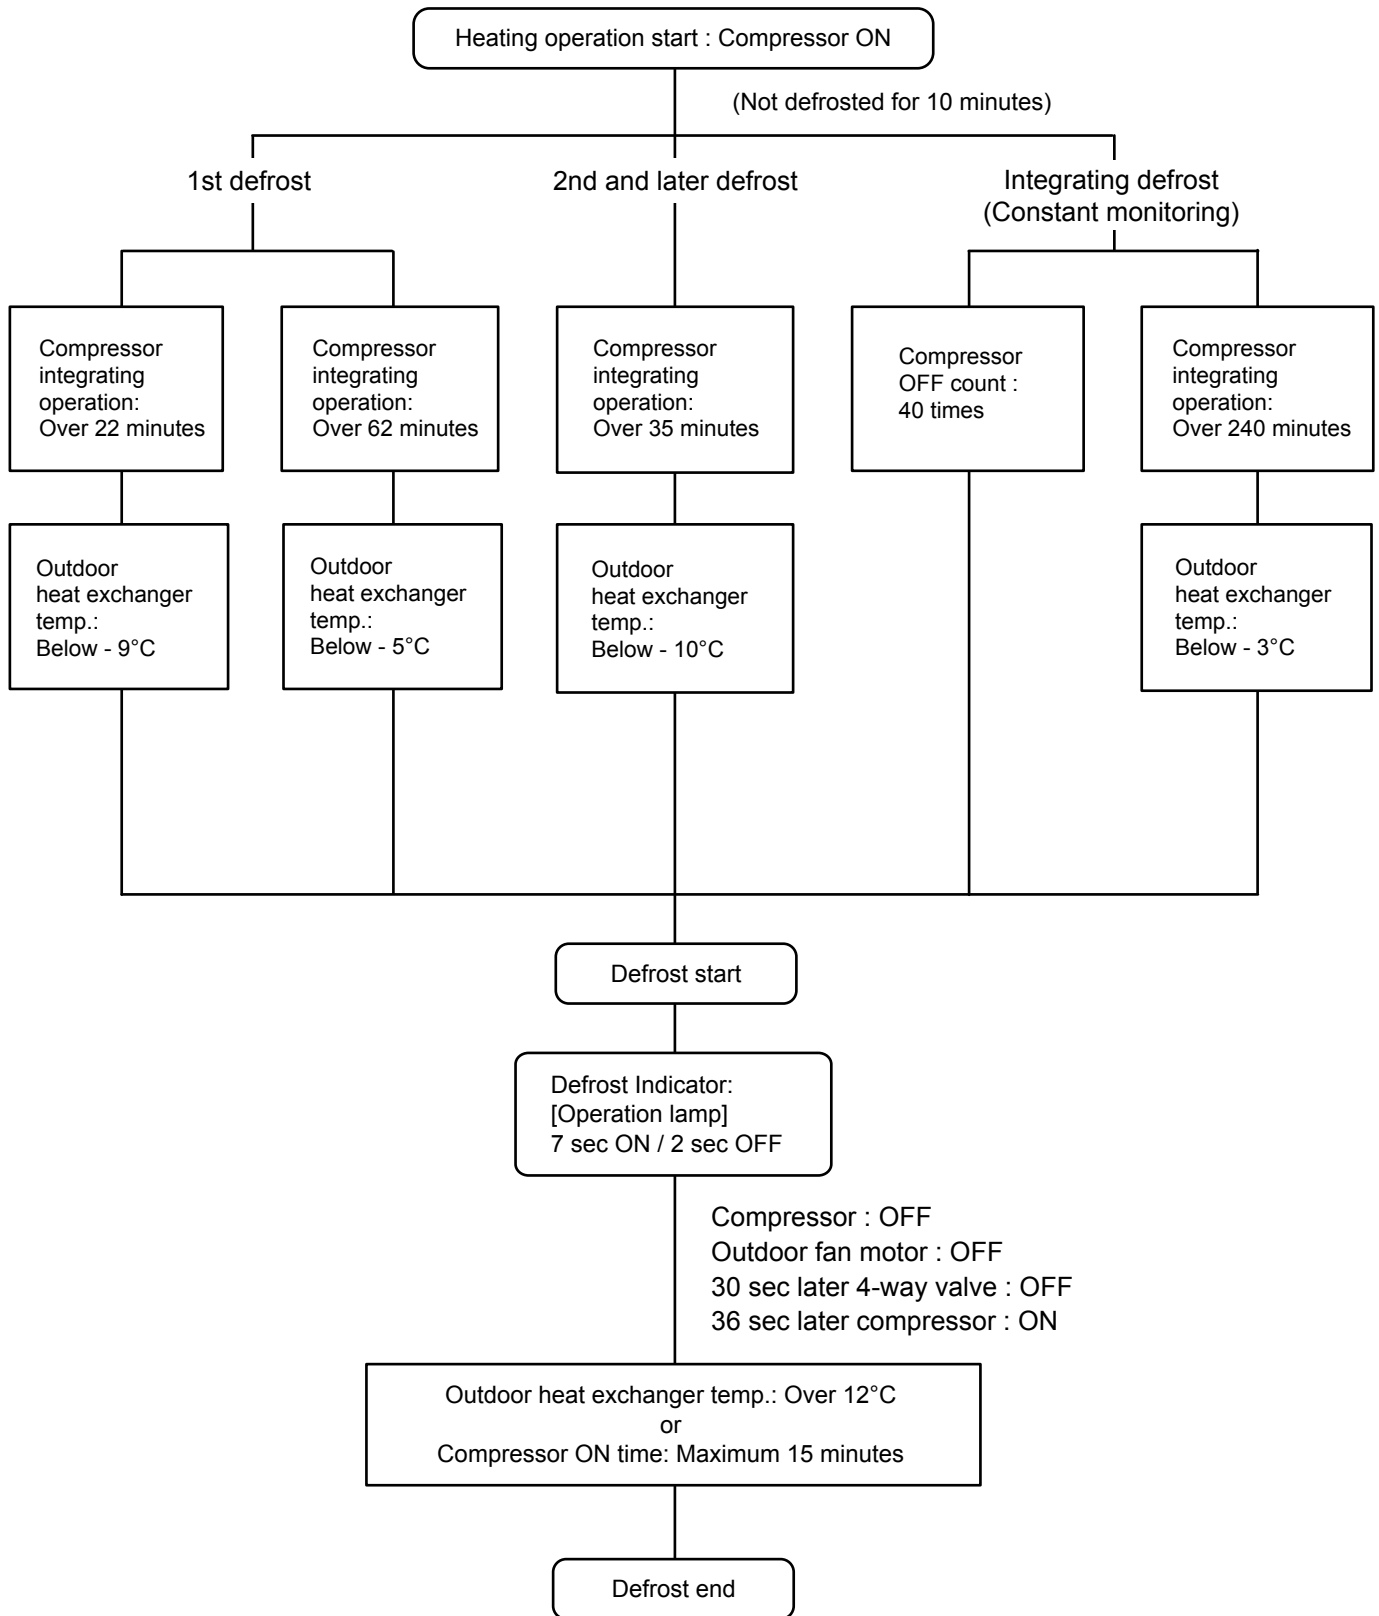 Heating operation start : Compressor ON
(Not defrosted for 10 minutes)
1st defrost
2nd and later defrost
Integrating defrost
(Constant monitoring)
Compressor
integrating
operation:
Over 22 minutes
Compressor
integrating
operation:
Over 62 minutes
Compressor
integrating
operation:
Over 35 minutes
Compressor
OFF count :
40 times
Compressor
integrating
operation:
Over 240 minutes
Outdoor
heat exchanger
temp.:
Below - 9°C
Outdoor
heat exchanger
temp.:
Below - 5°C
Outdoor
heat exchanger
temp.:
Below - 10°C
Outdoor
heat exchanger
temp.:
Below - 3°C
Defrost start
Defrost Indicator:
[Operation lamp]
7 sec ON / 2 sec OFF
Compressor : OFF
Outdoor fan motor : OFF
30 sec later 4-way valve : OFF
36 sec later compressor : ON
Outdoor heat exchanger temp.: Over 12°C
or
Compressor ON time: Maximum 15 minutes
Defrost end